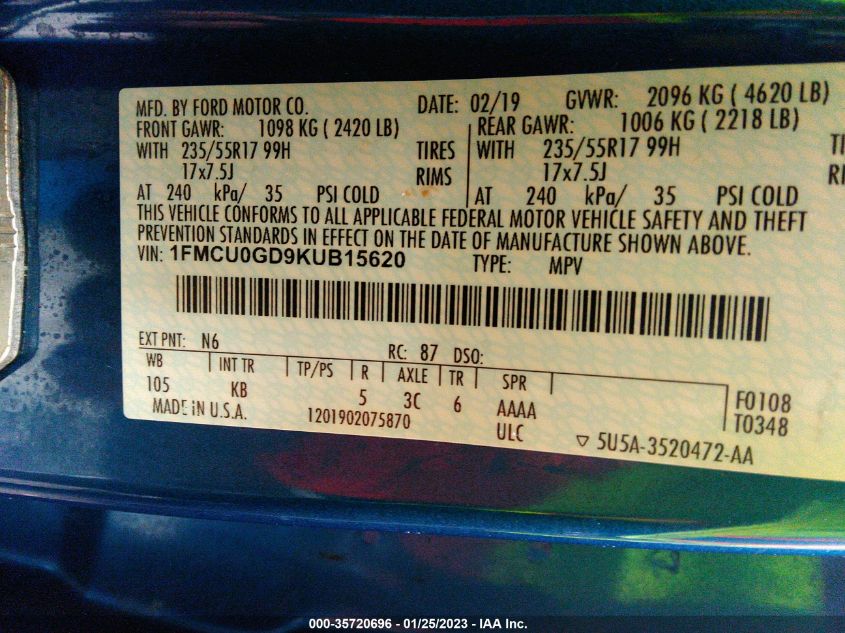 MFD. BY FORD MOTOR CO. DATE: 02/19 GVWR: 2096 KG ( 4620 LB)
FRONT GAWR: 1098 KG ( 2420 LB) REAR GAWR: 1006 KG ( 2218 LB)
WITH 235/55R17 99H TIRES WITH 235/55R17 99H TI
17x7.5J RIMS 17x7.5J RI
AT 240 kPa/ 35 PSI COLD AT 240 kPa/ 35 PSI COLD
THIS VEHICLE CONFORMS TO ALL APPLICABLE FEDERAL MOTOR VEHICLE SAFETY AND THEFT
PREVENTION STANDARDS IN EFFECT ON THE DATE OF MANUFACTURE SHOWN ABOVE.
VIN: 1FMCU0GD9KUB15620 TYPE: MPV
EXT PNT: N6 RC: 87 DSO:
WB INT TR TP/PS R AXLE TR SPR
105 KB 5 3C 6 AAAA F0108
MADE IN U.S.A. 1201902075870 ULC T0348
5U5A-3520472-AA
000-35720696 - 01/25/2023 - IAA Inc.